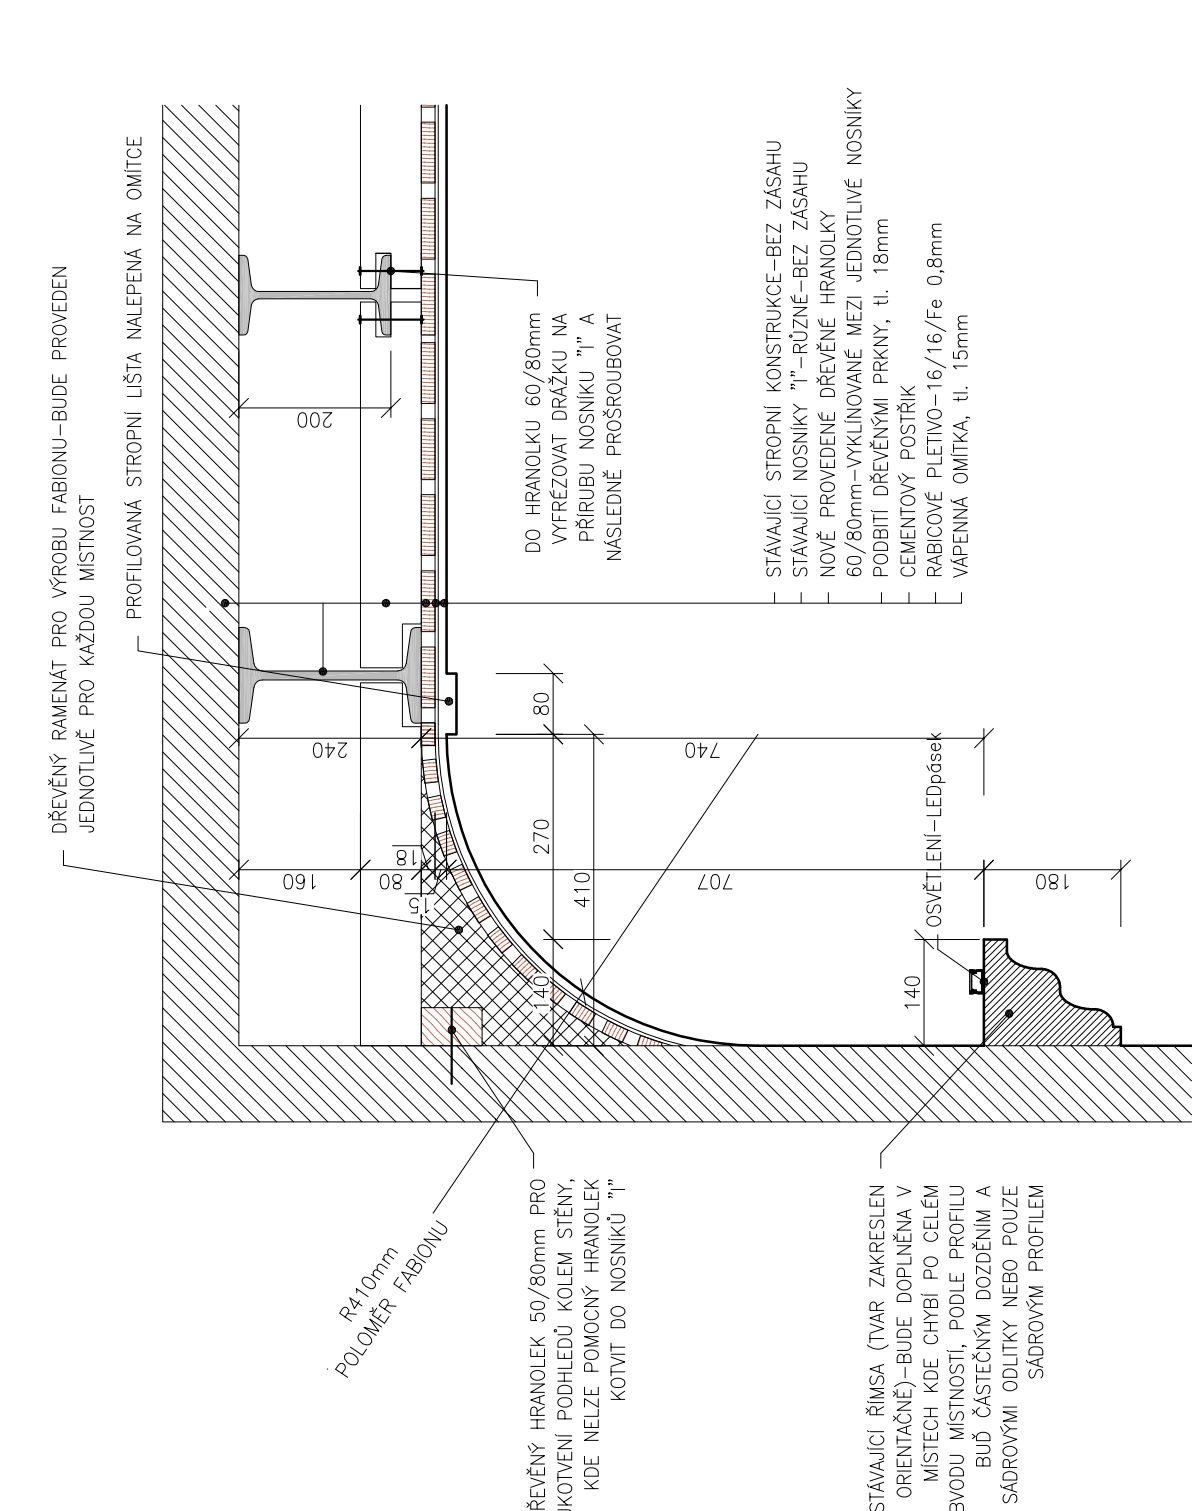 DŘEVĚNÝ RAMENÁT PRO VÝROBU FABIONU–BUDE PROVEDEN
JEDNOTLIVĚ PRO KAŽDOU MÍSTNOST
PROFILOVANÁ STROPNÍ LIŠTA NALEPENÁ NA OMÍTCE
DO HRANOLKU 60/80mm
VYFRÉZOVAT DRÁŽKU NA
PŘÍRUBU NOSNÍKU "I" A
NÁSLEDNĚ PROŠROUBOVAT
STÁVAJÍCÍ STROPNÍ KONSTRUKCE–BEZ ZÁSAHU
STÁVAJÍCÍ NOSNÍKY "I"–RŮZNÉ–BEZ ZÁSAHU
NOVĚ PROVEDENÉ DŘEVĚNÉ HRANOLKY
60/80mm–VYKLÍNOVANÉ MEZI JEDNOTLIVÉ NOSNÍKY
PODBITÍ DŘEVĚNÝMI PRKNY, tl. 18mm
CEMENTOVÝ POSTŘIK
RABICOVÉ PLETIVO–16/16/Fe 0,8mm
VÁPENNÁ OMÍTKA, tl. 15mm
200
240
740
160
80
18
15
707
180
80
270
410
140
140
OSVĚTLENÍ–LEDpásek
R410mm
POLOMĚR FABIONU
ŘEVĚNÝ HRANOLEK 50/80mm PRO
UKOTVENÍ PODHLEDŮ KOLEM STĚNY,
KDE NELZE POMOCNÝ HRANOLEK
KOTVIT DO NOSNÍKŮ "I"
STÁVAJÍCÍ ŘÍMSA (TVAR ZAKRESLEN
ORIENTAČNĚ)–BUDE DOPLNĚNA V
MÍSTECH KDE CHYBÍ PO CELÉM
BVODU MÍSTNOSTÍ, PODLE PROFILU
BUĎ ČÁSTEČNÝM DOZDĚNÍM A
SÁDROVÝMI ODLITKY NEBO POUZE
SÁDROVÝM PROFILEM